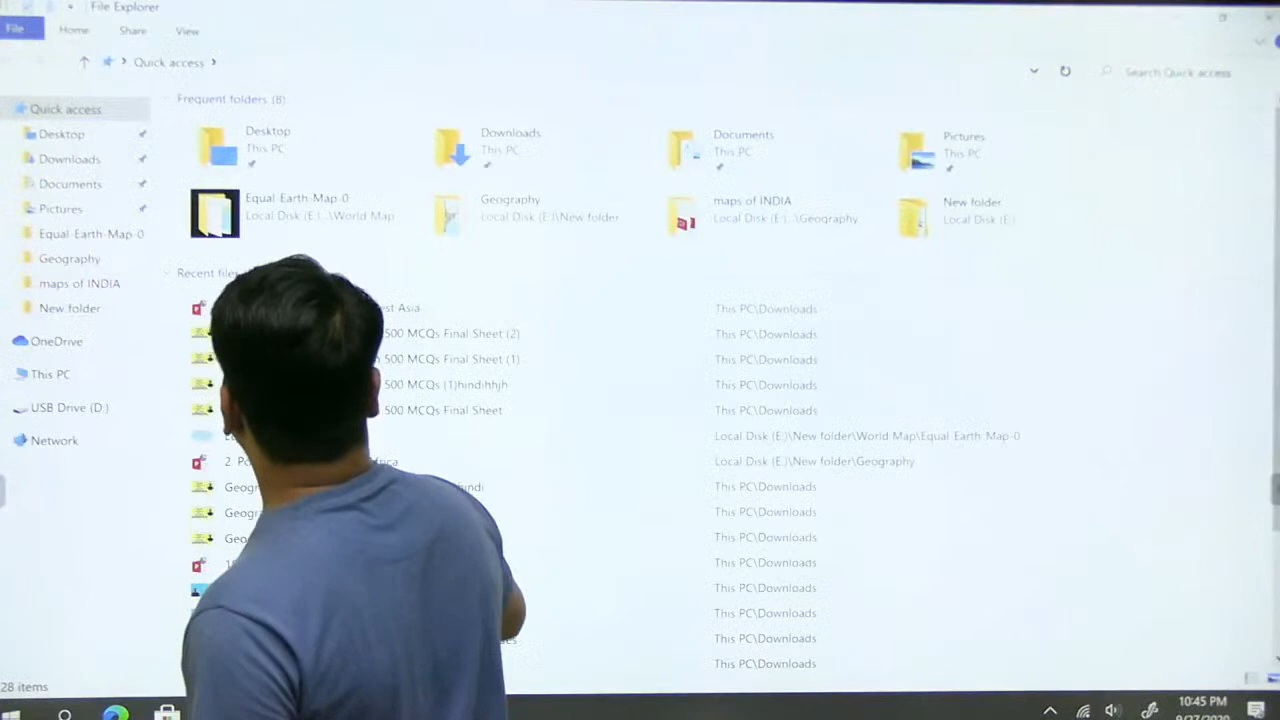 File Explorer
File Home Share View
Quick access
Search Quick access
Quick access
Desktop
Downloads
Documents
Pictures
Equal-Earth-Map-0
Geography
maps of INDIA
New folder
OneDrive
This PC
USB Drive (D:)
Network
Frequent folders (8)
Desktop
This PC
Downloads
This PC
Documents
This PC
Pictures
This PC
Equal-Earth-Map-0
Local Disk (E:)...\World Map
Geography
Local Disk (E:)\New folder
maps of INDIA
Local Disk (E:)...\Geography
New folder
Local Disk (E:)
Recent files
Asia This PC\Downloads
500 MCQs Final Sheet (2) This PC\Downloads
500 MCQs Final Sheet (1) This PC\Downloads
500 MCQs (1)hindihhjh This PC\Downloads
500 MCQs Final Sheet This PC\Downloads
Local Disk (E:)\New folder\World Map\Equal-Earth-Map-0
2. Local Disk (E:)\New folder\Geography
This PC\Downloads
This PC\Downloads
This PC\Downloads
This PC\Downloads
This PC\Downloads
This PC\Downloads
This PC\Downloads
This PC\Downloads
28 items
10:45 PM
9/27/2020